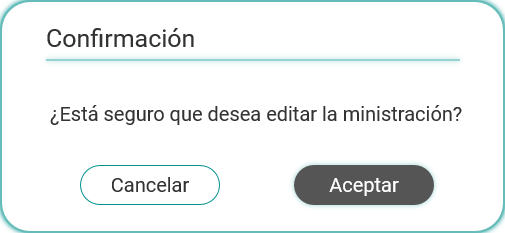 Confirmación
¿Está seguro que desea editar la ministración?
Cancelar
Aceptar